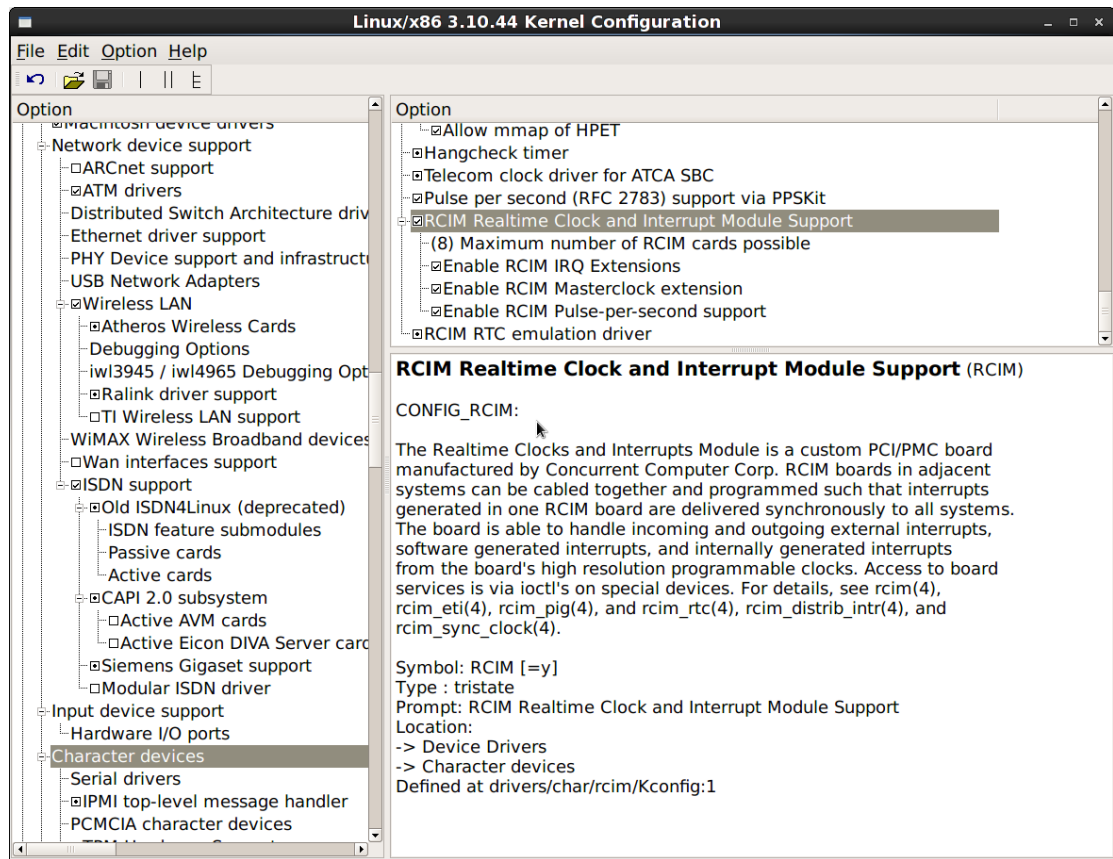 Linux/x86 3.10.44 Kernel Configuration
File Edit Option Help
Option
Macintosh device drivers
Network device support
ARCnet support
ATM drivers
Distributed Switch Architecture driv
Ethernet driver support
PHY Device support and infrastruct
USB Network Adapters
Wireless LAN
Atheros Wireless Cards
Debugging Options
iwl3945 / iwl4965 Debugging Opt
Ralink driver support
TI Wireless LAN support
WiMAX Wireless Broadband devices
Wan interfaces support
ISDN support
Old ISDN4Linux (deprecated)
ISDN feature submodules
Passive cards
Active cards
CAPI 2.0 subsystem
Active AVM cards
Active Eicon DIVA Server card
Siemens Gigaset support
Modular ISDN driver
Input device support
Hardware I/O ports
Character devices
Serial drivers
IPMI top-level message handler
PCMCIA character devices
TPM Hardware Support
Option
Allow mmap of HPET
Hangcheck timer
Telecom clock driver for ATCA SBC
Pulse per second (RFC 2783) support via PPSKit
RCIM Realtime Clock and Interrupt Module Support
(8) Maximum number of RCIM cards possible
Enable RCIM IRQ Extensions
Enable RCIM Masterclock extension
Enable RCIM Pulse-per-second support
RCIM RTC emulation driver
RCIM Realtime Clock and Interrupt Module Support (RCIM)
CONFIG_RCIM:
The Realtime Clocks and Interrupts Module is a custom PCI/PMC board
manufactured by Concurrent Computer Corp. RCIM boards in adjacent
systems can be cabled together and programmed such that interrupts
generated in one RCIM board are delivered synchronously to all systems.
The board is able to handle incoming and outgoing external interrupts,
software generated interrupts, and internally generated interrupts
from the board's high resolution programmable clocks. Access to board
services is via ioctl's on special devices. For details, see rcim(4),
rcim_eti(4), rcim_pig(4), and rcim_rtc(4), rcim_distrib_intr(4), and
rcim_sync_clock(4).
Symbol: RCIM [=y]
Type : tristate
Prompt: RCIM Realtime Clock and Interrupt Module Support
Location:
-> Device Drivers
-> Character devices
Defined at drivers/char/rcim/Kconfig:1